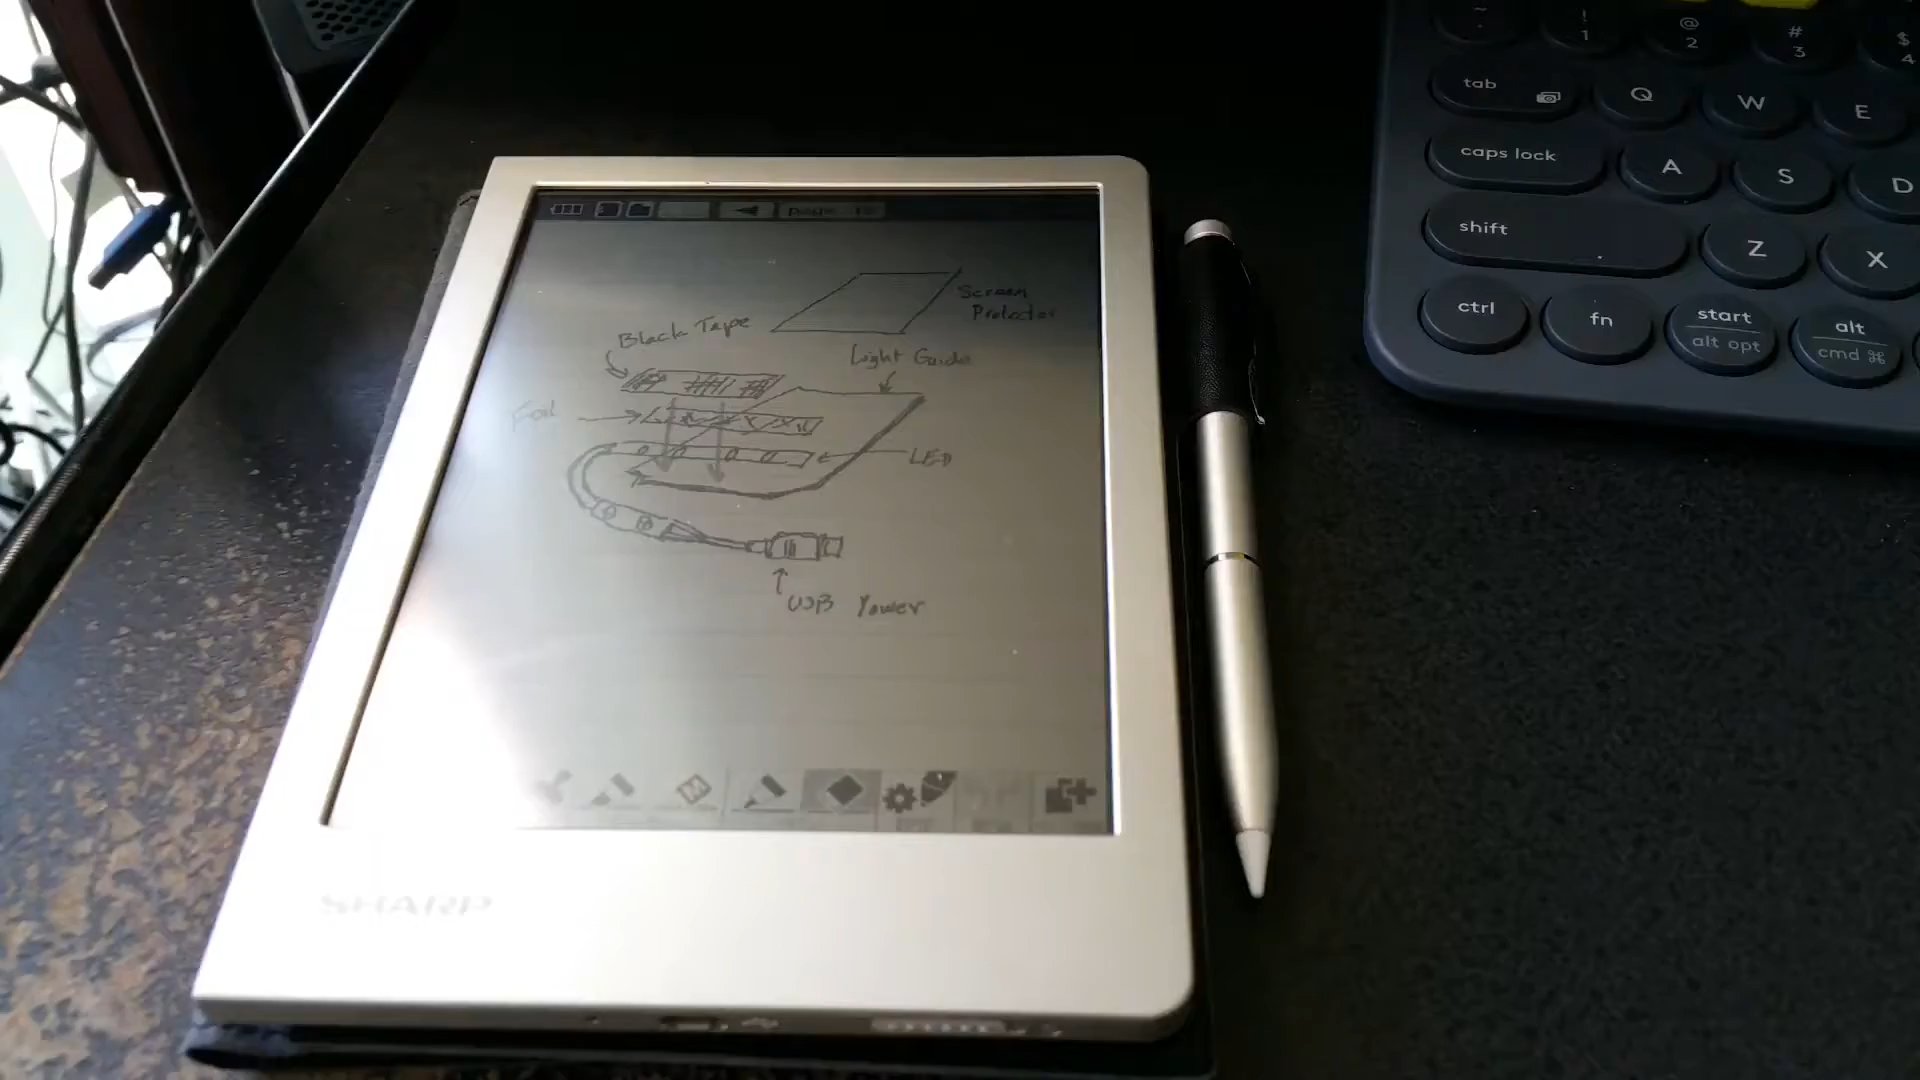 page
Screen
Protector
Black Tape
Light Guide
Foil
LED
USB Power
M
SHARP
!
1
@
2
#
3
$
4
tab
Q
W
E
caps lock
A
S
D
shift
Z
X
ctrl
fn
start
alt opt
alt
cmd ⌘